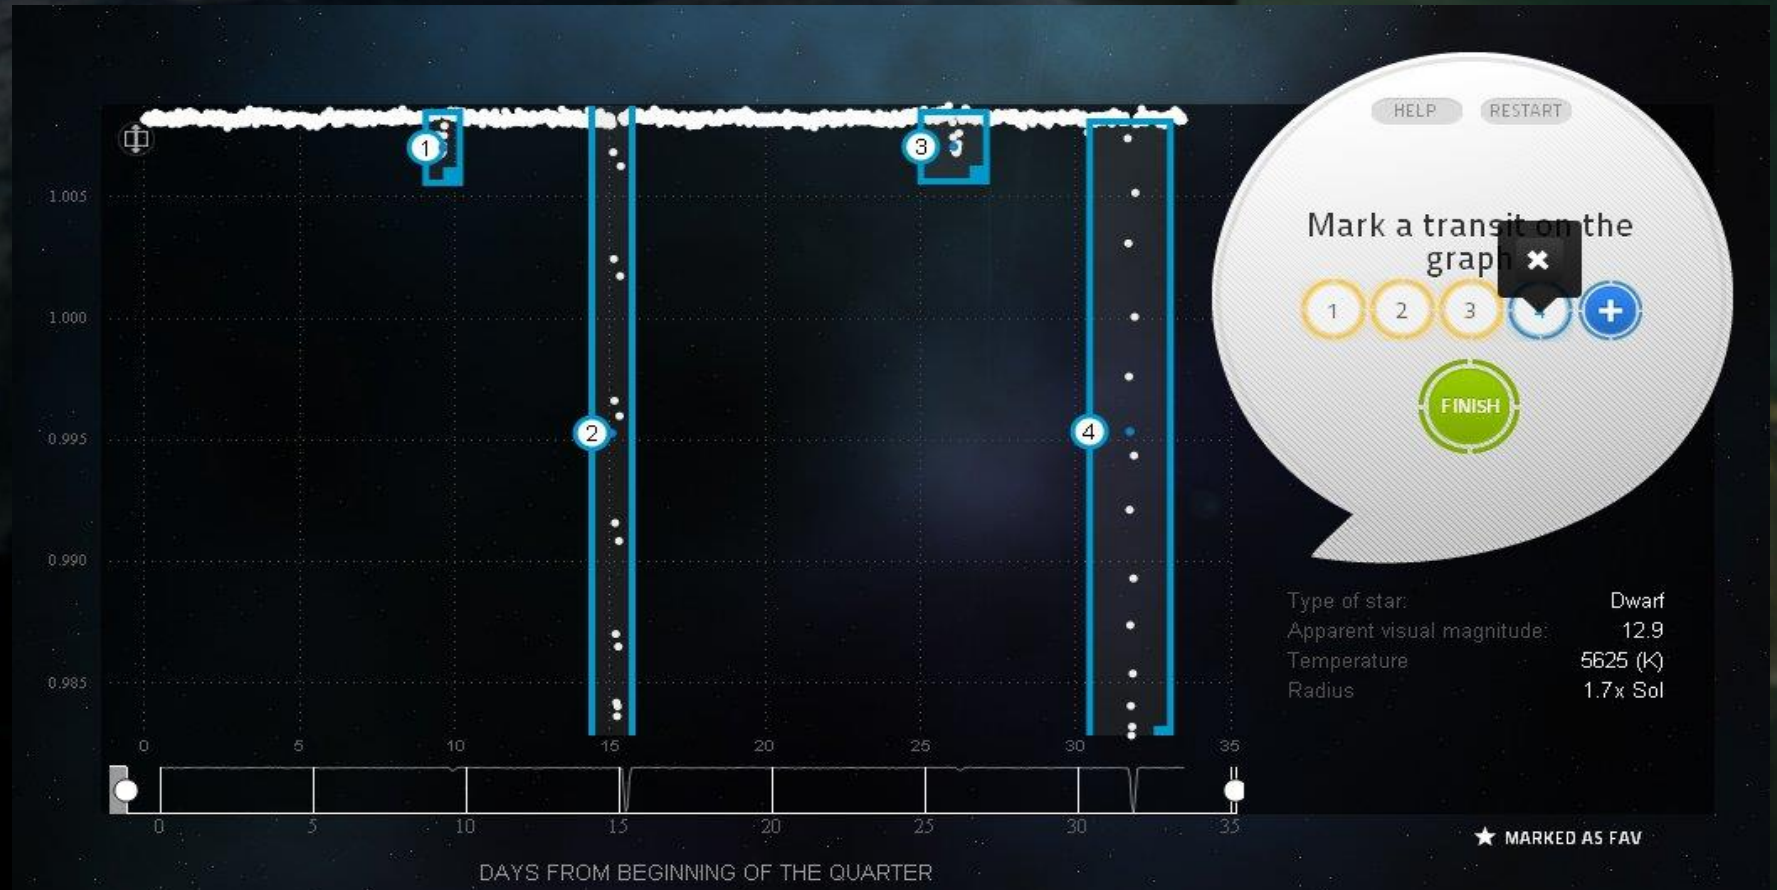 HELP
RESTART
Mark a transit on the
graph
1
2
3
+
FINISH
1
2
3
4
1.005
1.000
0.995
0.990
0.985
0 5 10 15 20 25 30 35
0 5 10 15 20 25 30 35
DAYS FROM BEGINNING OF THE QUARTER
Type of star: Dwarf
Apparent visual magnitude: 12.9
Temperature 5625 (K)
Radius 1.7x Sol
MARKED AS FAV